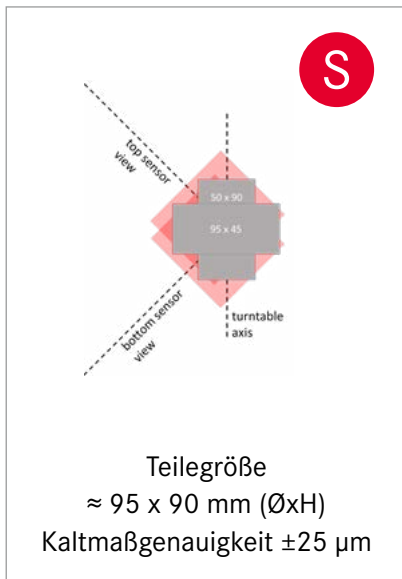 S
top sensor
view
50 x 90
95 x 45
bottom sensor
view
turntable
axis
Teilegröße
≈ 95 x 90 mm (ØxH)
Kaltmaßgenauigkeit ±25 µm